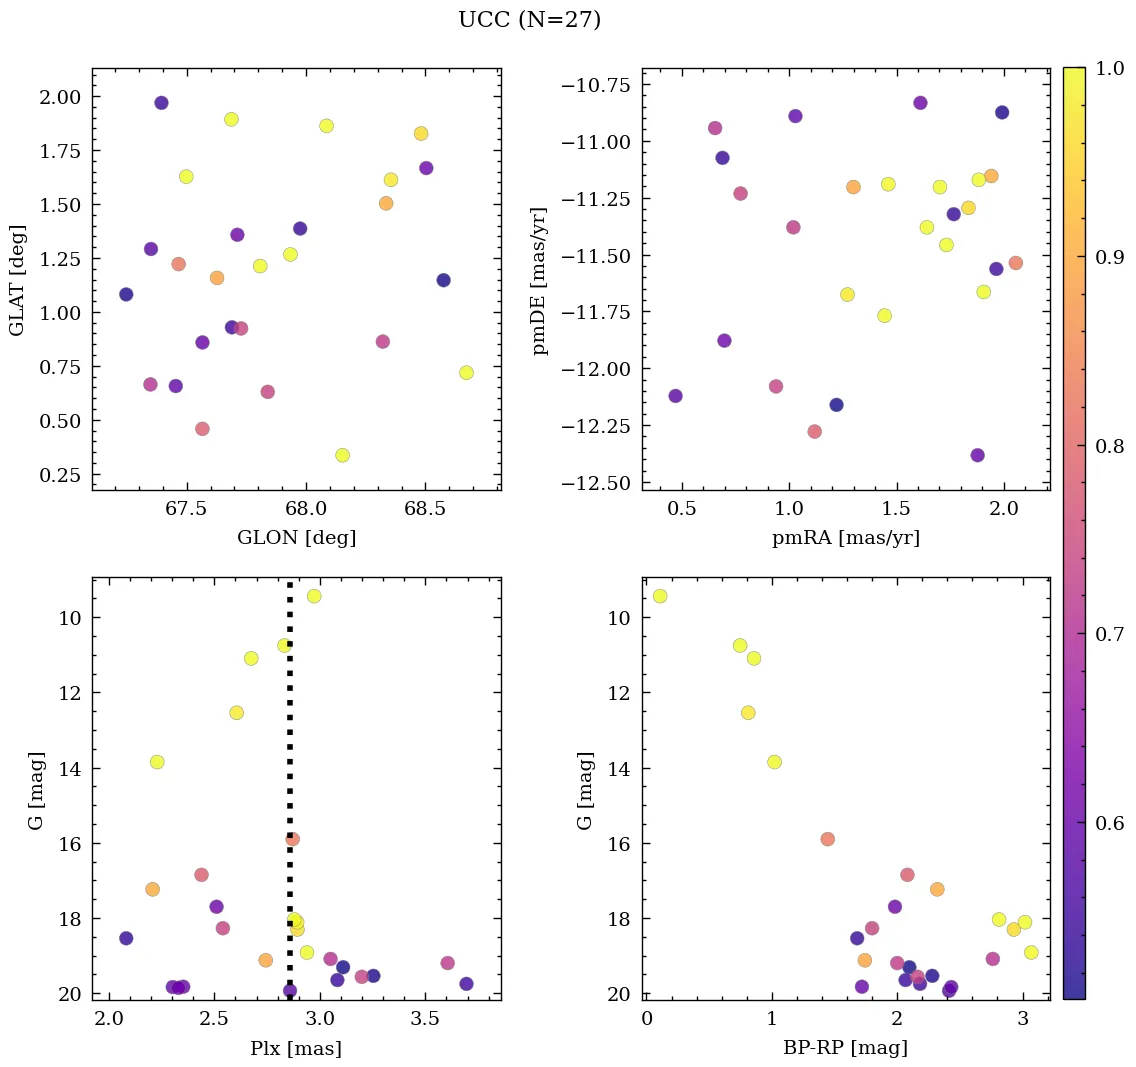 UCC (N=27)
2.00
1.75
1.50
1.25
1.00
0.75
0.50
0.25
GLAT [deg]
67.5 68.0 68.5
GLON [deg]
−10.75
−11.00
−11.25
−11.50
−11.75
−12.00
−12.25
−12.50
pmDE [mas/yr]
0.5 1.0 1.5 2.0
pmRA [mas/yr]
1.0
0.9
0.8
0.7
0.6
10
12
14
16
18
20
G [mag]
2.0 2.5 3.0 3.5
Plx [mas]
10
12
14
16
18
20
G [mag]
0 1 2 3
BP-RP [mag]